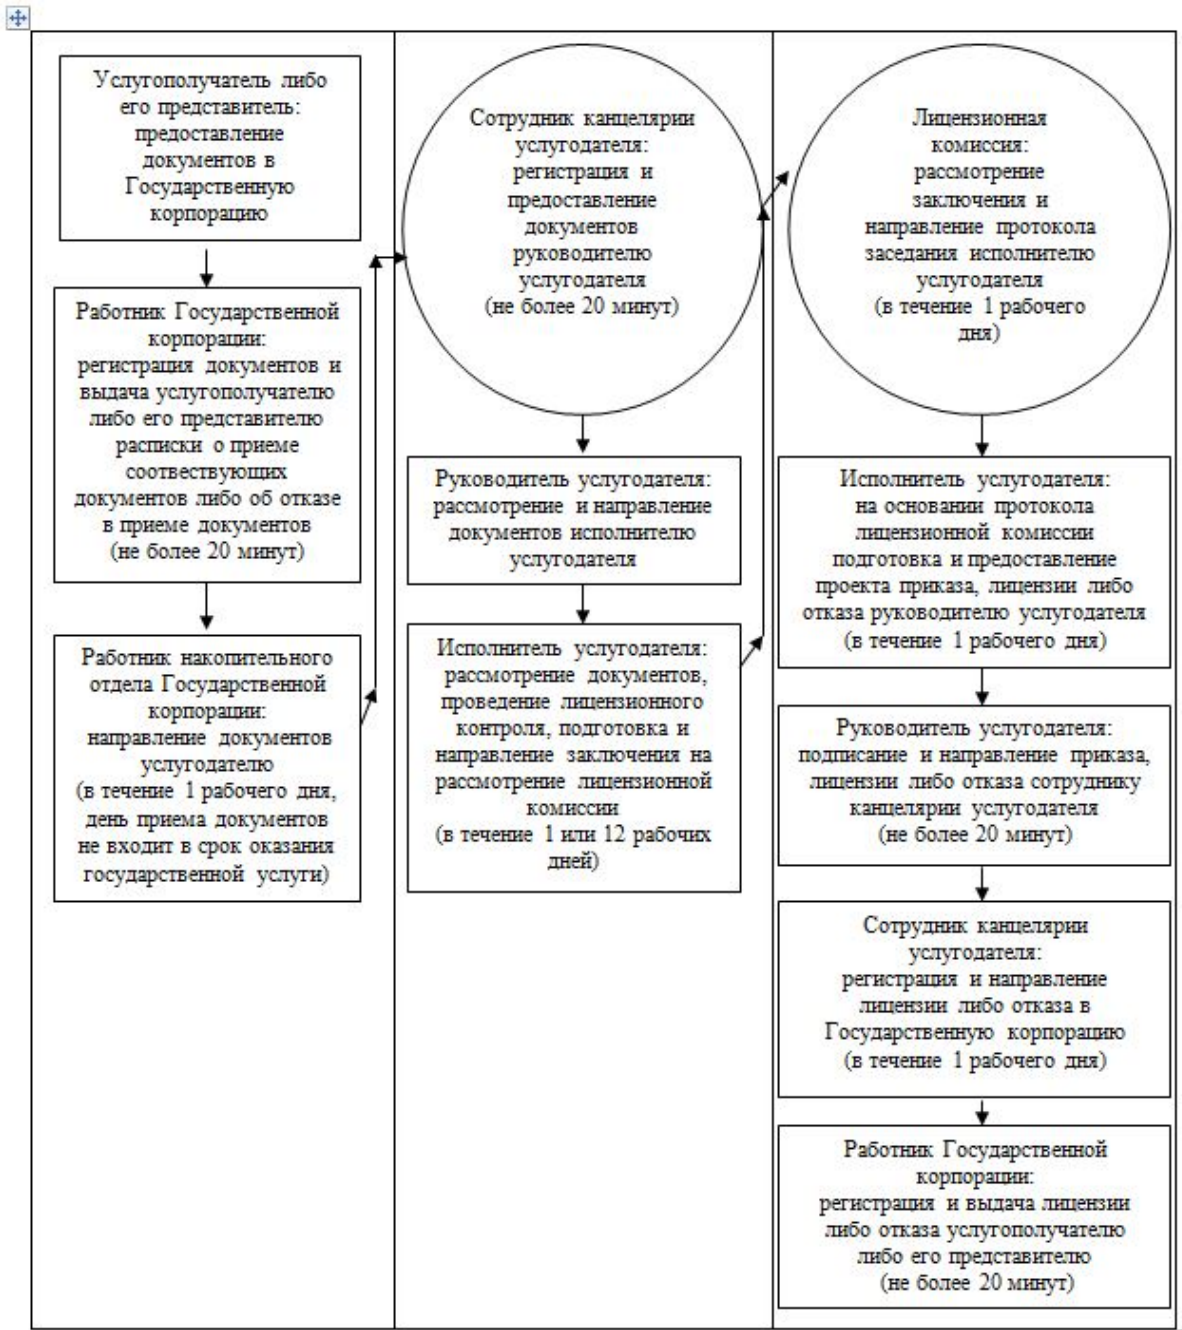 Услугополучатель либо
его представитель:
предоставление
документов в
Государственную
корпорацию
Работник Государственной
корпорации:
регистрация документов и
выдача услугополучателю
либо его представителю
расписки о приеме
соотвествующих
документов либо об отказе
в приеме документов
(не более 20 минут)
Работник накопительного
отдела Государственной
корпорации:
направление документов
услугодателю
(в течение 1 рабочего дня,
день приема документов
не входит в срок оказания
государственной услуги)
Сотрудник канцелярии
услугодателя:
регистрация и
предоставление
документов
руководителю
услугодателя
(не более 20 минут)
Руководитель услугодателя:
рассмотрение и направление
документов исполнителю
услугодателя
Исполнитель услугодателя:
рассмотрение документов,
проведение лицензионного
контроля, подготовка и
направление заключения на
рассмотрение лицензионной
комиссии
(в течение 1 или 12 рабочих
дней)
Лицензионная
комиссия:
рассмотрение
заключения и
направление протокола
заседания исполнителю
услугодателя
(в течение 1 рабочего
дня)
Исполнитель услугодателя:
на основании протокола
лицензионной комиссии
подготовка и предоставление
проекта приказа, лицензии либо
отказа руководителю услугодателя
(в течение 1 рабочего дня)
Руководитель услугодателя:
подписание и направление приказа,
лицензии либо отказа сотруднику
канцелярии услугодателя
(не более 20 минут)
Сотрудник канцелярии
услугодателя:
регистрация и направление
лицензии либо отказа в
Государственную корпорацию
(в течение 1 рабочего дня)
Работник Государственной
корпорации:
регистрация и выдача лицензии
либо отказа услугополучателю
либо его представителю
(не более 20 минут)